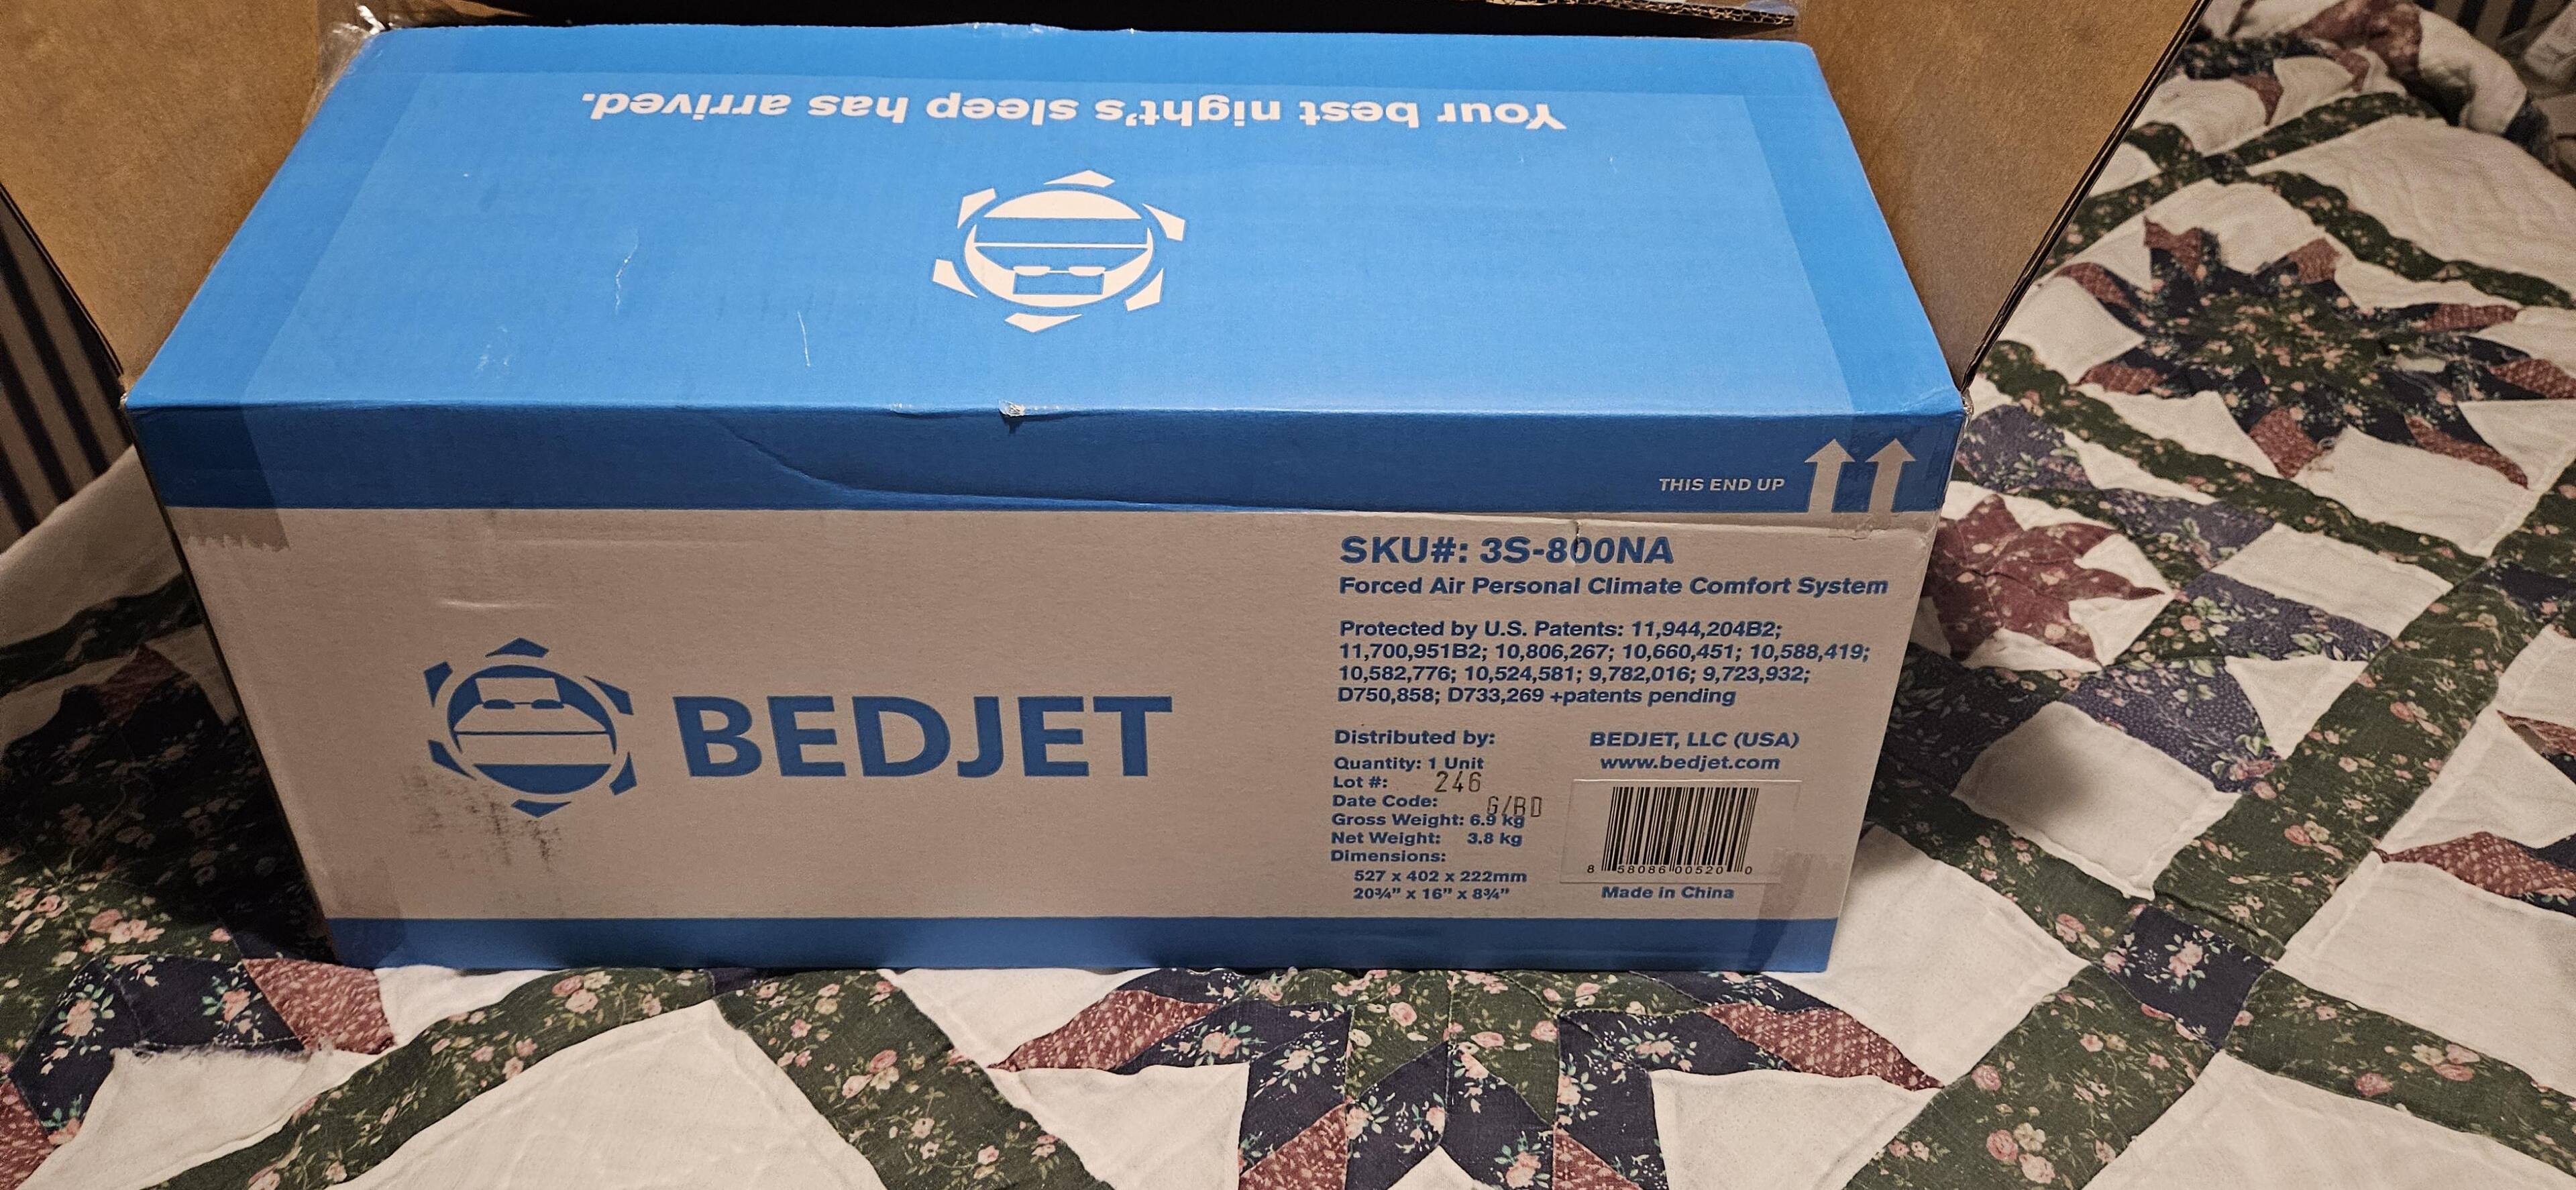 Your best night's sleep has arrived.
THIS END UP
SKU#: 3S-800NA
Forced Air Personal Climate Comfort System
Protected by U.S. Patents: 11,944,204B2;
11,700,951B2; 10,806,267; 10,660,451; 10,588,419;
10,582,776; 10,524,581; 9,782,016; 9,723,932;
D750,858; D733,269 +patents pending
BEDJET
Distributed by: BEDJET, LLC (USA)
www.bedjet.com
Quantity: 1 Unit
Lot #: 246
Date Code:
Gross Weight: 6.9 kg
Net Weight: 3.8 kg
Dimensions:
527 x 402 x 222mm
20¾" x 16" x 8¾"
8 58086 00520 0
Made in China